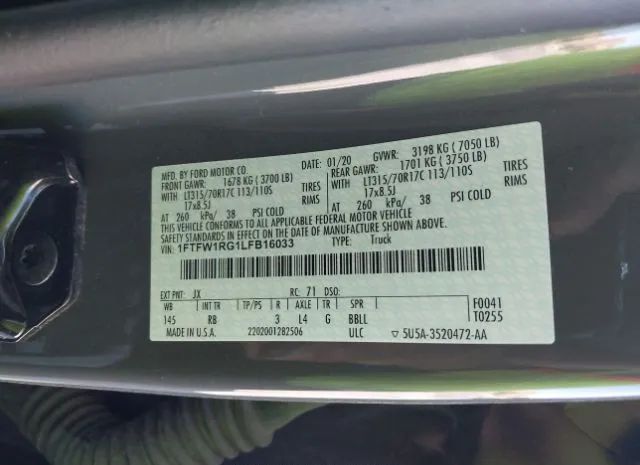 MFD. BY FORD MOTOR CO.
01/20 GVWR: 3198 KG ( 7050 LB)
FRONT GAWR: 1678 KG ( 3700 LB)
REAR GAWR: 1701 KG ( 3750 LB)
WITH LT315/70R17C 113/110S TIRES
WITH LT315/70R17C 113/110S TIRES
17x8.5J RIMS
17x8.5J RIMS
AT 260 kPa/ 38 PSI COLD
AT 260 kPa/ 38 PSI COLD
THIS VEHICLE CONFORMS TO ALL APPLICABLE FEDERAL MOTOR VEHICLE
SAFETY STANDARDS IN EFFECT ON THE DATE OF MANUFACTURE SHOWN ABOVE.
VIN: 1FTFW1RG1LFB16033 Truck
EXT PNT: JX RC: 71 DSO:
WB INT TR TP/PS R AXLE TR SPR F0041
145 RB 3 L4 G BBLL T0255
MADE IN U.S.A. 2202001282506 ULC ▽ 5U5A-3520472-AA